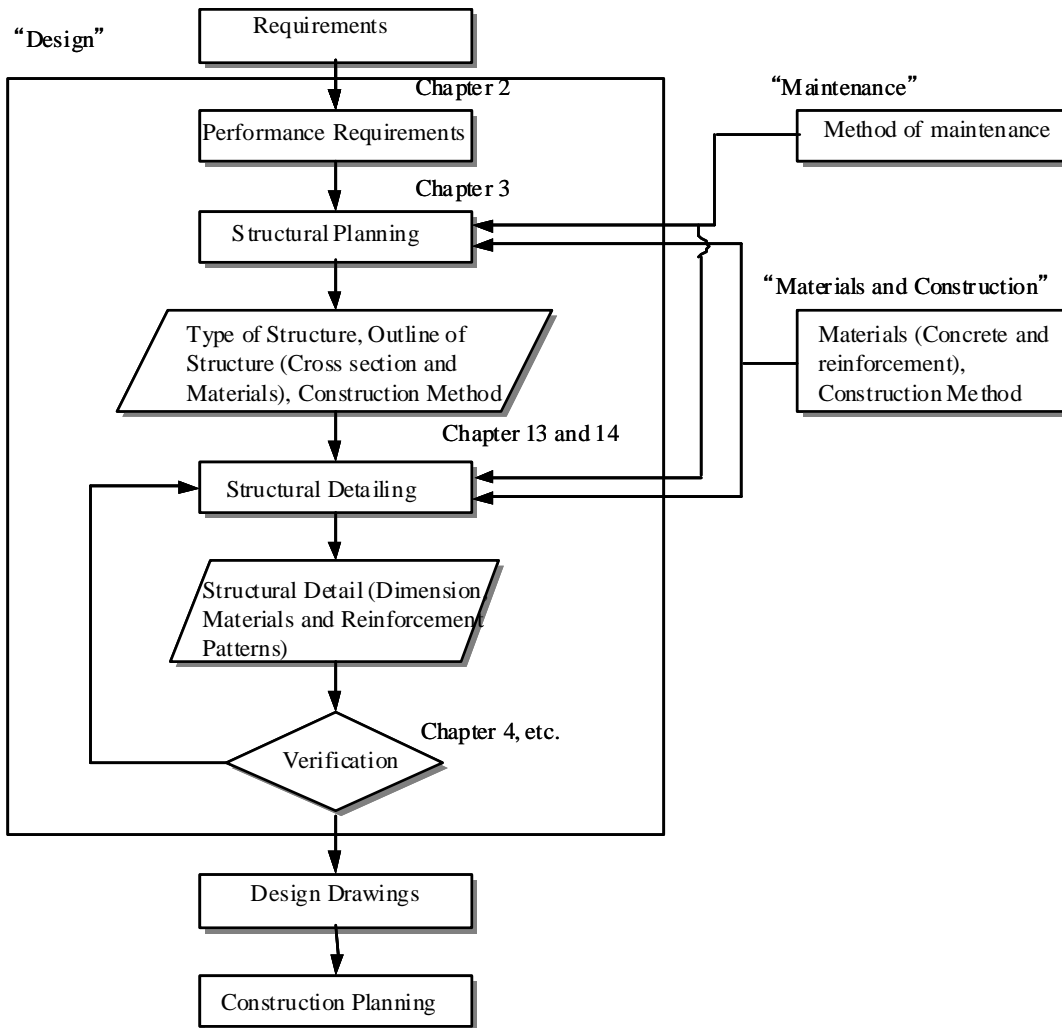 Requirements
“Design”
Chapter 2
“Maintenance”
Performance Requirements
Method of maintenance
Chapter 3
Structural Planning
“Materials and Construction”
Type of Structure, Outline of
Structure (Cross section and
Materials), Construction Method
Materials (Concrete and
reinforcement),
Construction Method
Chapter 13 and 14
Structural Detailing
Structural Detail (Dimension,
Materials and Reinforcement
Patterns)
Chapter 4, etc.
Verification
Design Drawings
Construction Planning